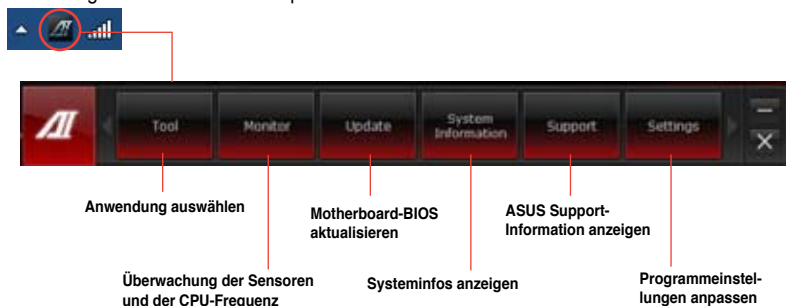 Tool Monitor Update System Information Support Settings
Anwendung auswählen
Motherboard-BIOS
aktualisieren
ASUS Support-
Information anzeigen
Überwachung der Sensoren
und der CPU-Frequenz
Systeminfos anzeigen
Programmeinstel-
lungen anpassen